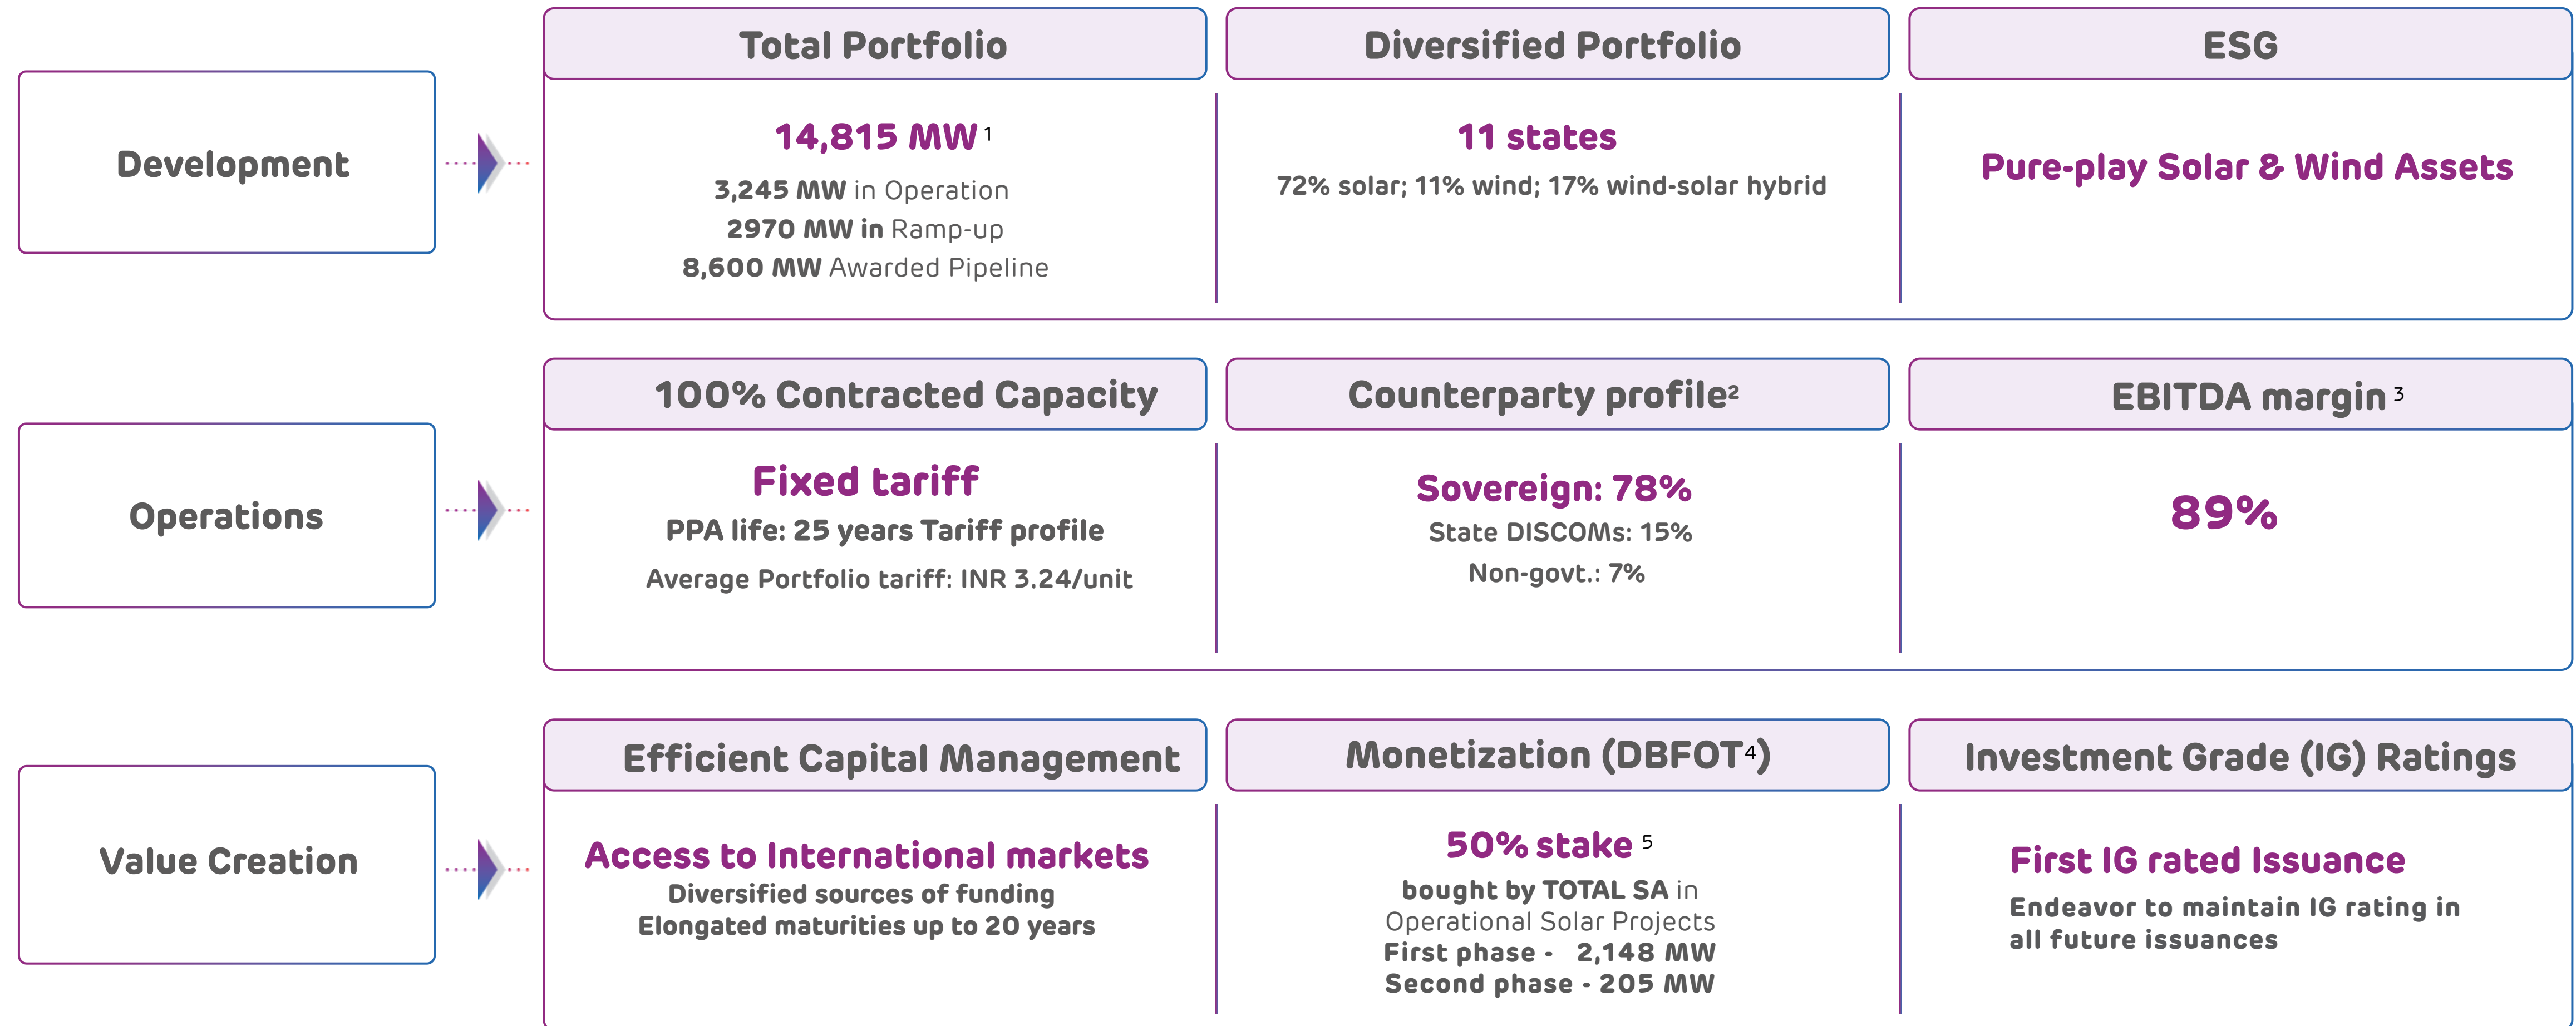 Development
Total Portfolio
14,815 MW 1
3,245 MW in Operation
2970 MW in Ramp-up
8,600 MW Awarded Pipeline
Diversified Portfolio
11 states
72% solar; 11% wind; 17% wind-solar hybrid
ESG
Pure-play Solar & Wind Assets
Operations
100% Contracted Capacity
Fixed tariff
PPA life: 25 years Tariff profile
Average Portfolio tariff: INR 3.24/unit
Counterparty profile²
Sovereign: 78%
State DISCOMs: 15%
Non-govt.: 7%
EBITDA margin 3
89%
Value Creation
Efficient Capital Management
Access to International markets
Diversified sources of funding
Elongated maturities up to 20 years
Monetization (DBFOT4)
50% stake 5
bought by TOTAL SA in
Operational Solar Projects
First phase - 2,148 MW
Second phase - 205 MW
Investment Grade (IG) Ratings
First IG rated Issuance
Endeavor to maintain IG rating in
all future issuances